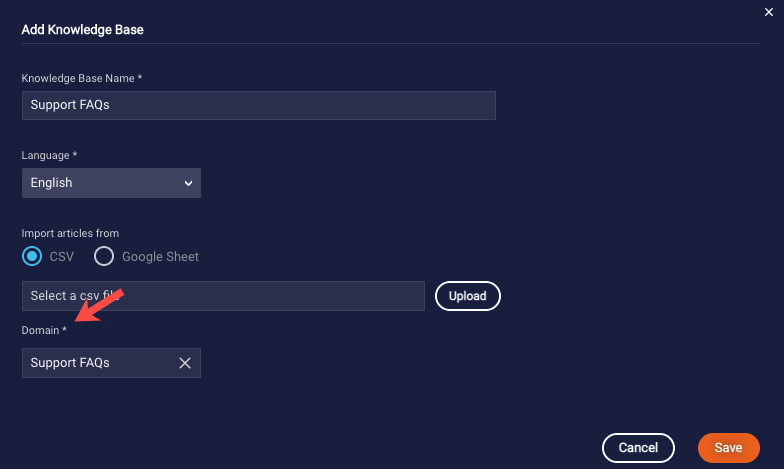 Add Knowledge Base
Knowledge Base Name *
Support FAQs
Language *
English
Import articles from
CSV Google Sheet
Select a csv file Upload
Domain *
Support FAQs
Cancel Save